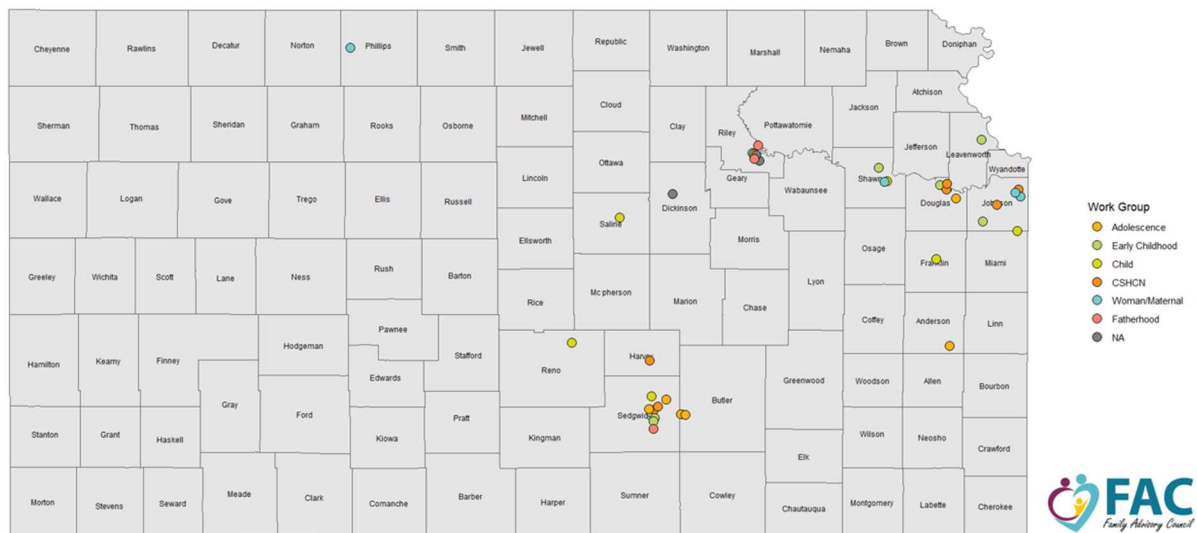 Cheyenne Rawlins Decatur Norton Phillips Smith Jewell Republic Washington Marshall Nemaha Brown Doniphan
Sherman Thomas Sheridan Graham Rooks Osborne Mitchell Cloud Clay Riley Pottawatomie Jackson Atchison
Jefferson Leavenworth Wyandotte
Ottawa Lincoln Geary Wabaunsee Shawn Douglas Johnson
Wallace Logan Gove Trego Ellis Russell Saline Dickinson
Ellsworth Morris Osage Franklin Miami
Greeley Wichita Scott Lane Ness Rush Barton Rice Mc pherson Marion Chase Lyon
Coffey Anderson Linn
Hamilton Kearny Finney Hodgeman Pawnee Stafford Reno Harvey
Edwards Greenwood Woodson Allen Bourbon
Gray Ford Pratt Sedgwick Butler
Stanton Grant Haskell Kiowa Kingman Elk Wilson Neosho Crawford
Morton Stevens Seward Meade Clark Comanche Barber Harper Sumner Cowley Chautauqua Montgomery Labette Cherokee
Work Group
Adolescence
Early Childhood
Child
CSHCN
Woman/Maternal
Fatherhood
NA
FAC
Family Advisory Council